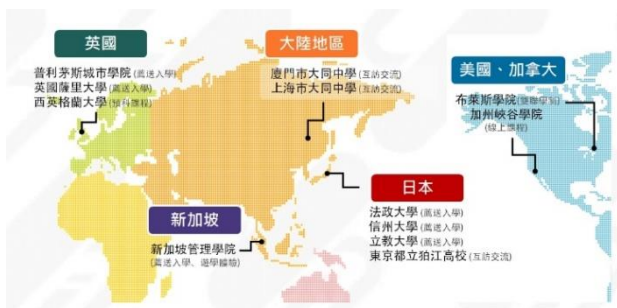 英國
普利茅斯城市學院(薦送入學)
英國薩里大學(薦送入學)
西英格蘭大學(預科課程)
大陸地區
廈門市大同中學(互訪交流)
上海市大同中學(互訪交流)
美國、加拿大
布萊斯學院(雙聯學制)
加州峽谷學院
(線上課程)
日本
法政大學(薦送入學)
信州大學(薦送入學)
立教大學(薦送入學)
東京都立狛江高校(互訪交流)
新加坡
新加坡管理學院
(薦送入學、遊學體驗)